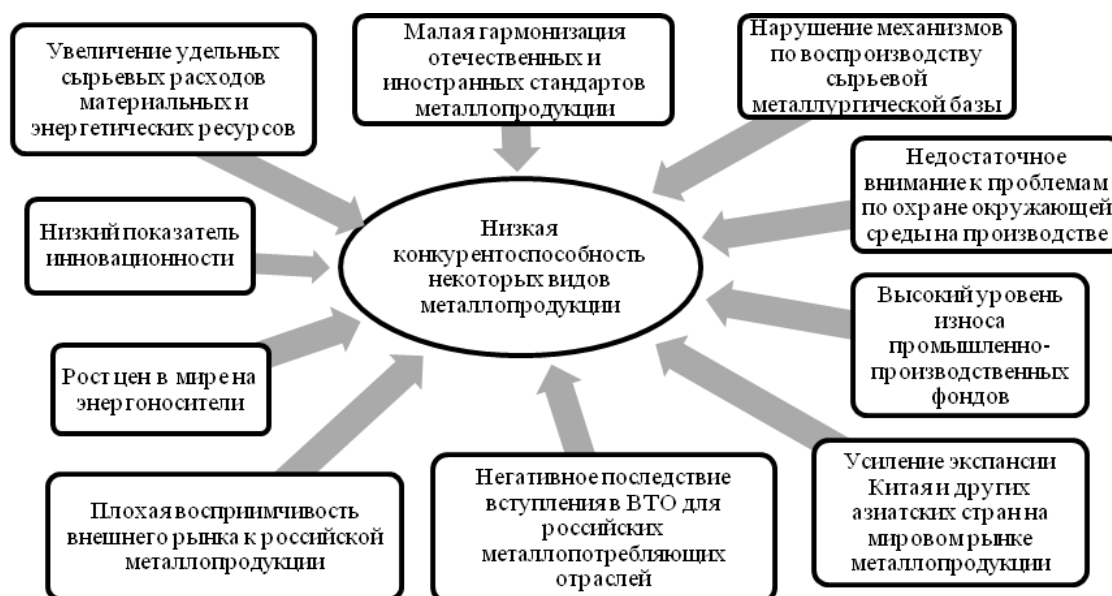 Увеличение удельных
сырьевых расходов
материальных и
энергетических ресурсов
Малая гармонизация
отечественных и
иностранных стандартов
металлопродукции
Нарушение механизмов
по воспроизводству
сырьевой
металлургической базы
Недостаточное
внимание к проблемам
по охране окружающей
среды на производстве
Низкий показатель
инновационности
Низкая
конкурентоспособность
некоторых видов
металлопродукции
Высокий уровень
износа
промышленно-
производственных
фондов
Рост цен в мире на
энергоносители
Плохая восприимчивость
внешнего рынка к российской
металлопродукции
Негативное последствие
вступления в ВТО для
российских
металлопотребляющих
отраслей
Усиление экспансии
Китая и других
азиатских стран на
мировом рынке
металлопродукции